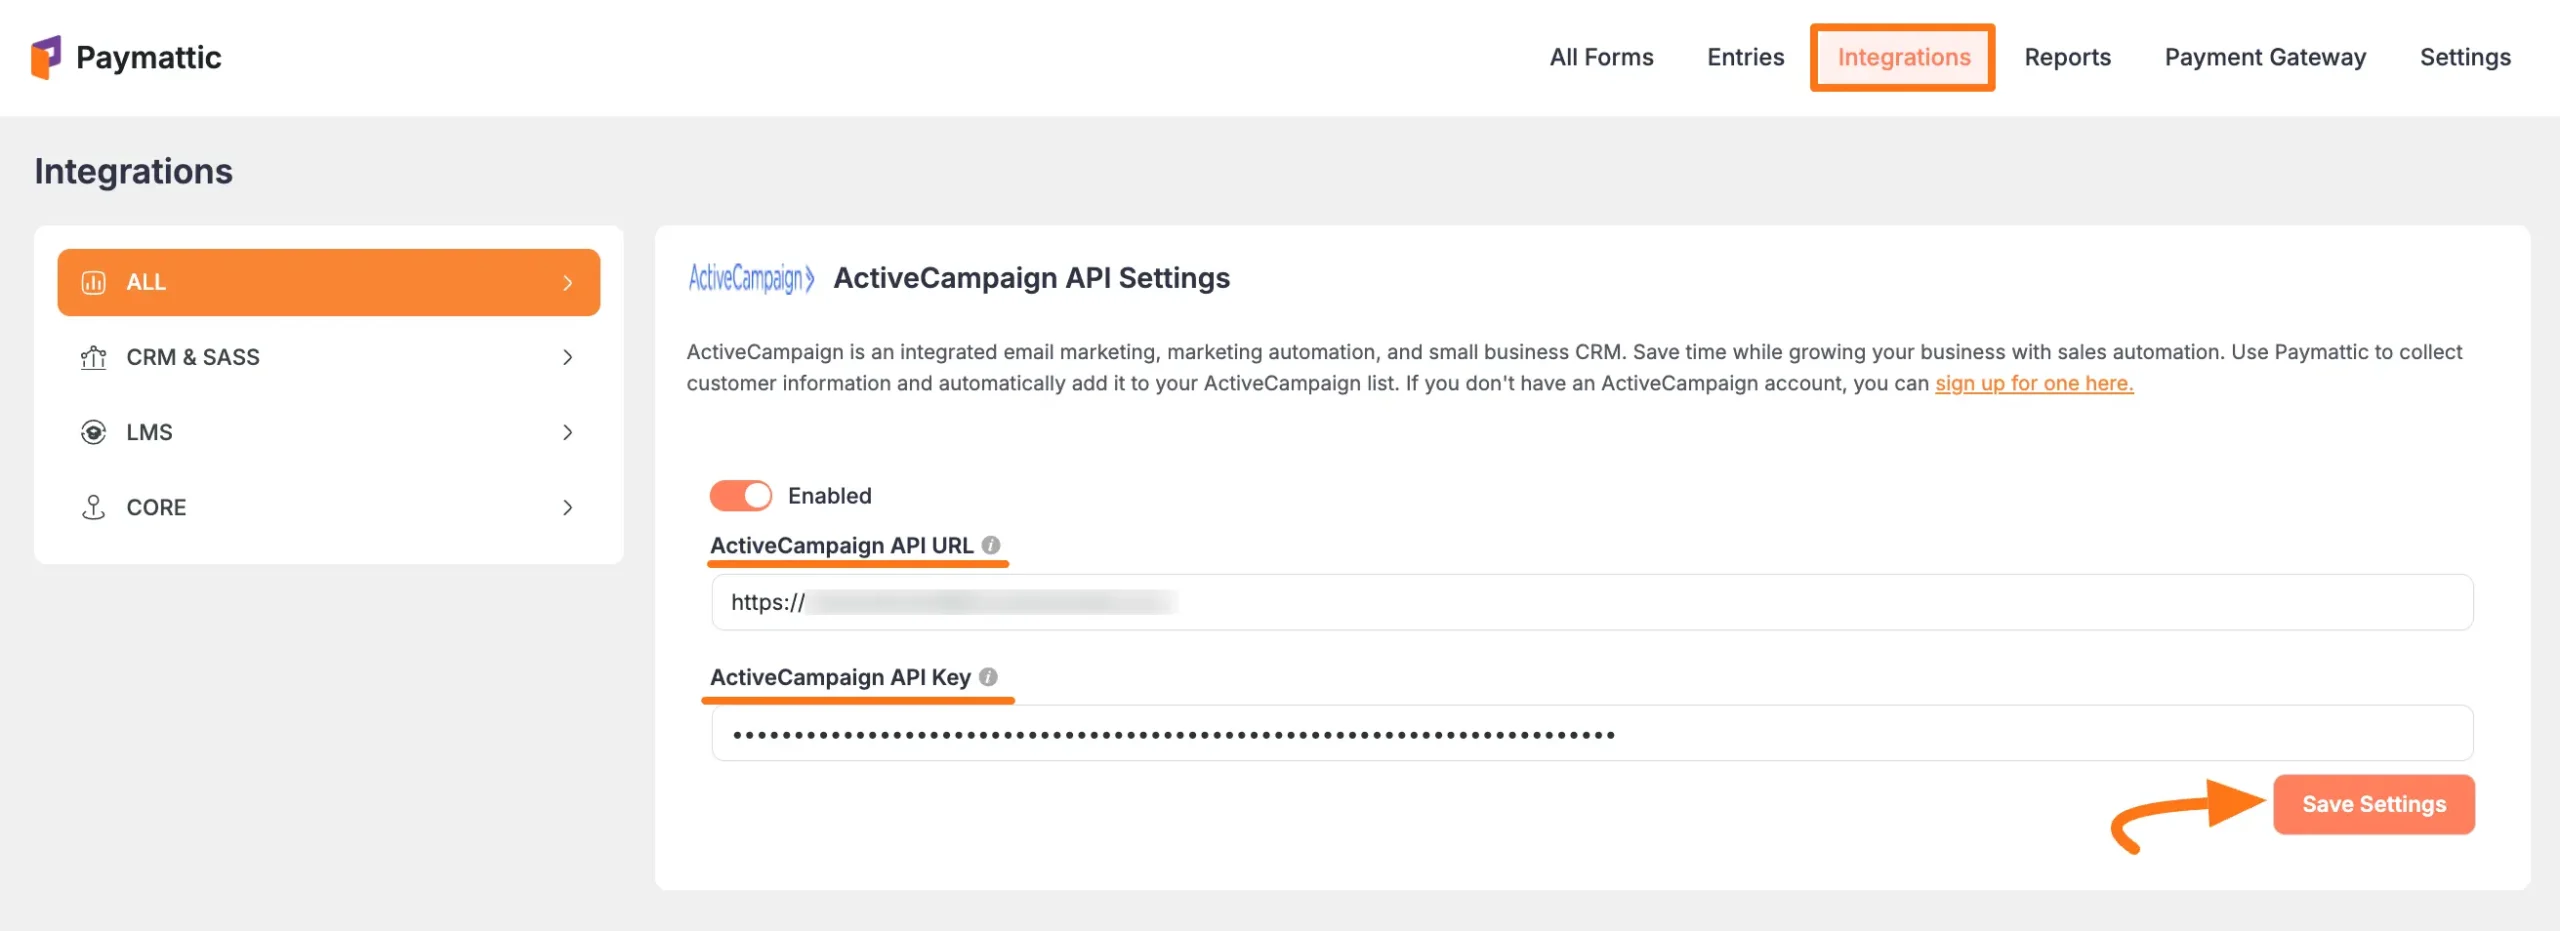 Paymattic
All Forms Entries Integrations Reports Payment Gateway Settings
Integrations
ALL
CRM & SASS
LMS
CORE
ActiveCampaign ActiveCampaign API Settings
ActiveCampaign is an integrated email marketing, marketing automation, and small business CRM. Save time while growing your business with sales automation. Use Paymattic to collect
customer information and automatically add it to your ActiveCampaign list. If you don't have an ActiveCampaign account, you can sign up for one here.
Enabled
ActiveCampaign API URL
https://
ActiveCampaign API Key
Save Settings